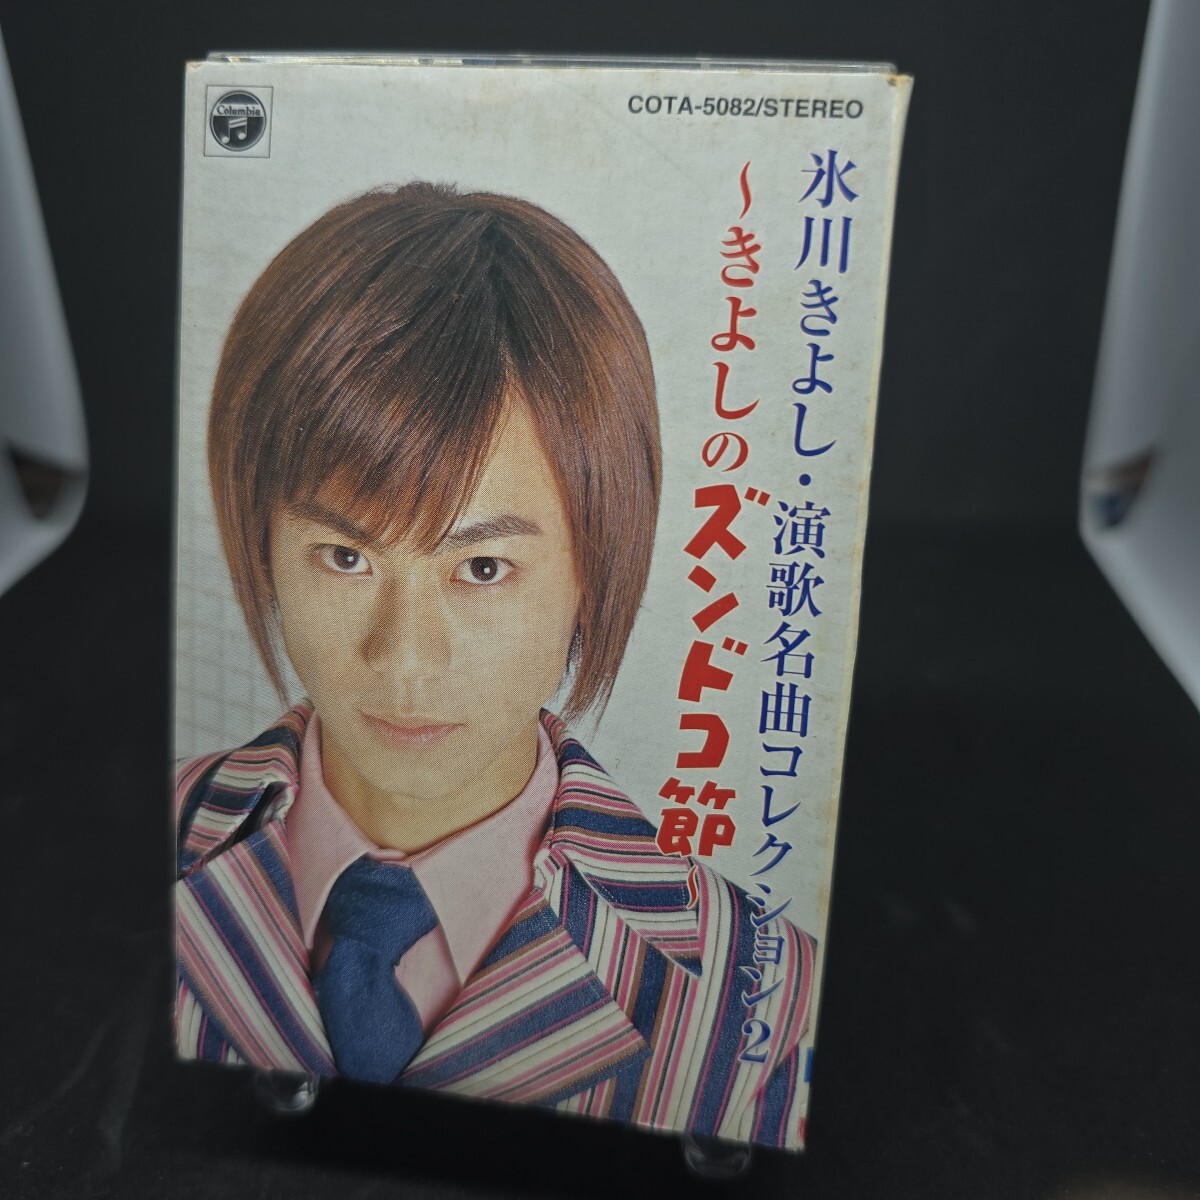 Columbia
COTA-5082/STEREO
氷川きよし・演歌名曲コレクション2
〜きよしのズンドコ節〜